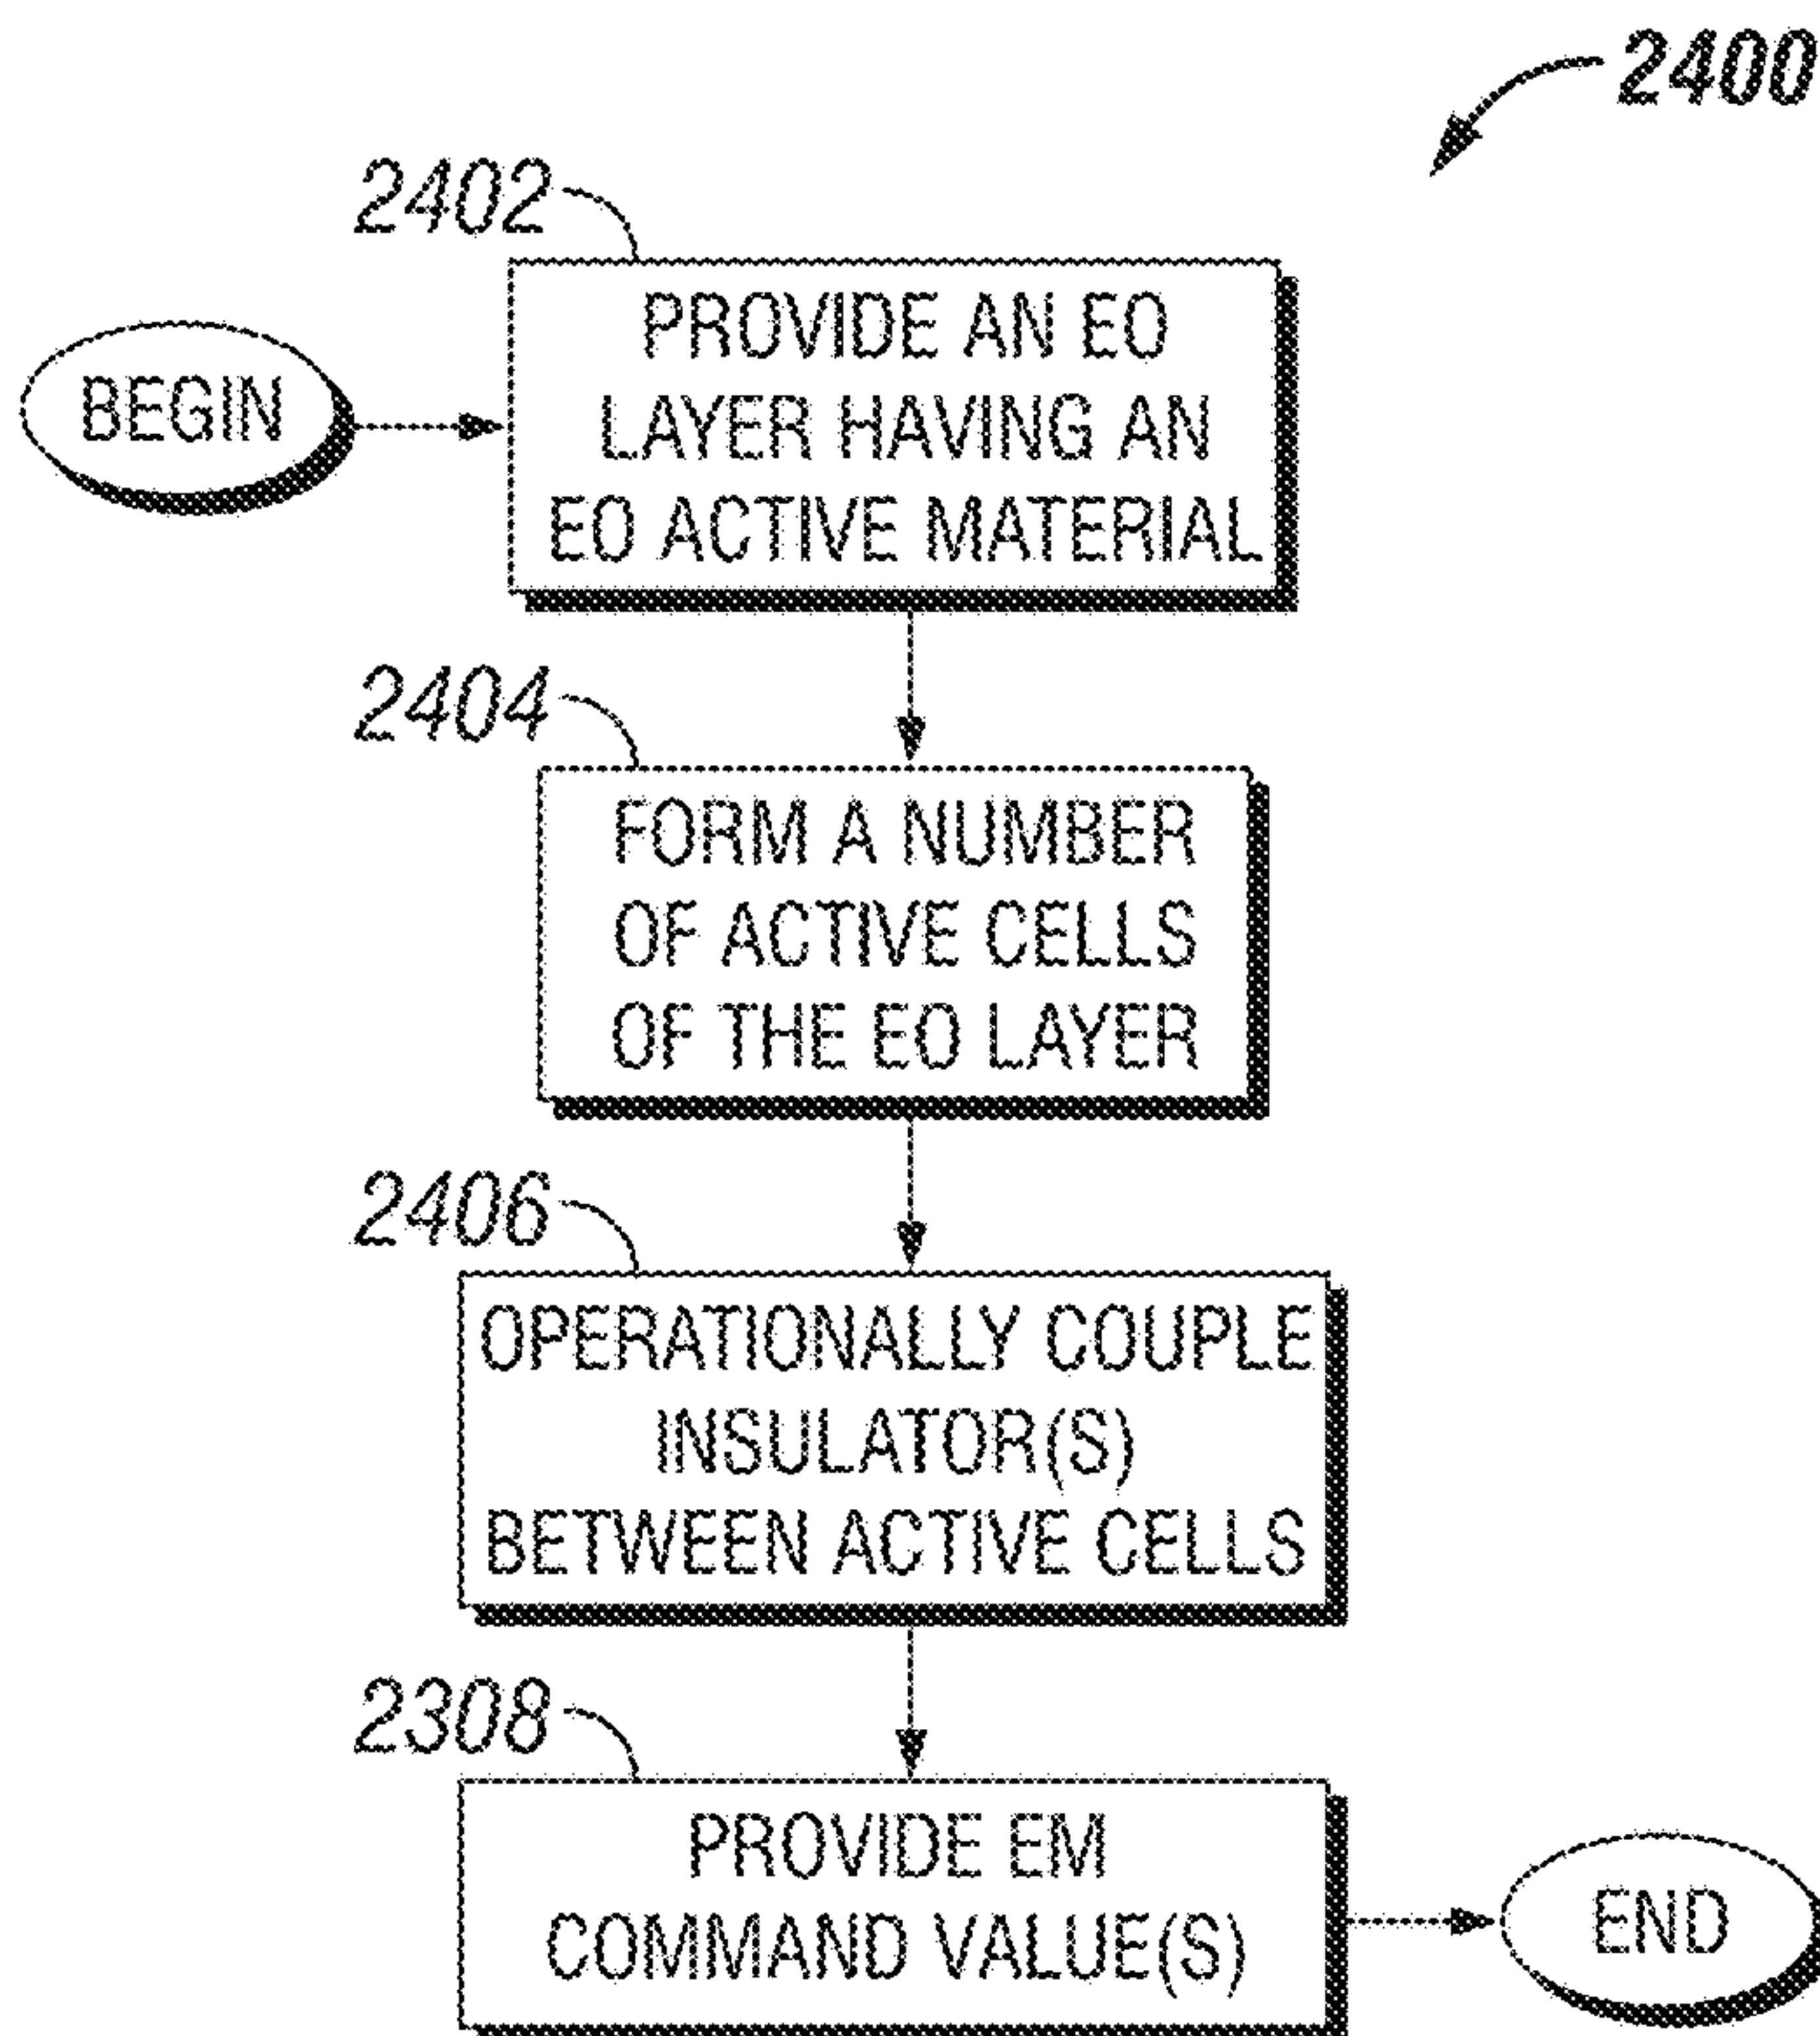 2400
2402
BEGIN
PROVIDE AN EO
LAYER HAVING AN
EO ACTIVE MATERIAL
2404
FORM A NUMBER
OF ACTIVE CELLS
OF THE EO LAYER
2406
OPERATIONALLY COUPLE
INSULATOR(S)
BETWEEN ACTIVE CELLS
2308
PROVIDE EM
COMMAND VALUE(S)
END